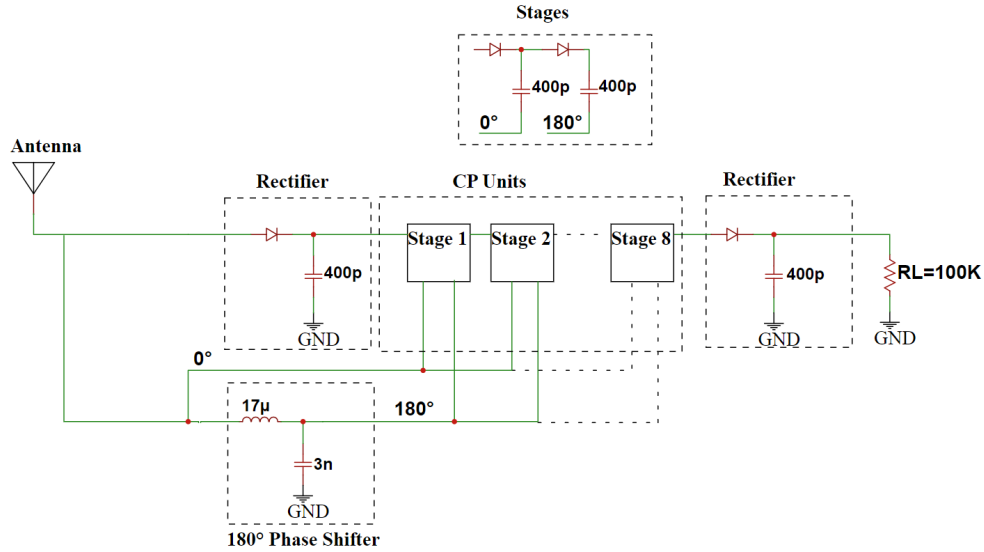 Stages
400p
400p
0°
180°
Antenna
Rectifier
CP Units
Rectifier
Stage 1
Stage 2
Stage 8
400p
400p
RL=100K
GND
GND
GND
0°
17µ
180°
3n
GND
180° Phase Shifter